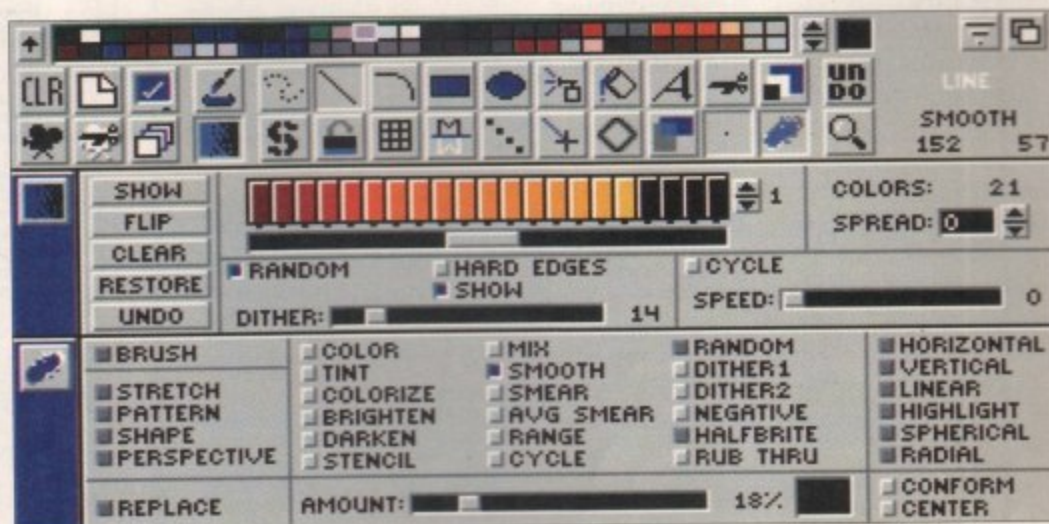 CLR
UN
DO
LINE
SMOOTH
152 57
SHOW
FLIP
CLEAR
RESTORE
UNDO
1
COLORS: 21
SPREAD: 0
RANDOM
HARD EDGES
SHOW
DITHER: 14
CYCLE
SPEED: 0
BRUSH
STRETCH
PATTERN
SHAPE
PERSPECTIVE
REPLACE
COLOR
TINT
COLORIZE
BRIGHTEN
DARKEN
STENCIL
MIX
SMOOTH
SMEAR
AVG SMEAR
RANGE
CYCLE
RANDOM
DITHER1
DITHER2
NEGATIVE
HALFBRITE
RUB THRU
AMOUNT: 18%
HORIZONTAL
VERTICAL
LINEAR
HIGHLIGHT
SPHERICAL
RADIAL
CONFORM
CENTER